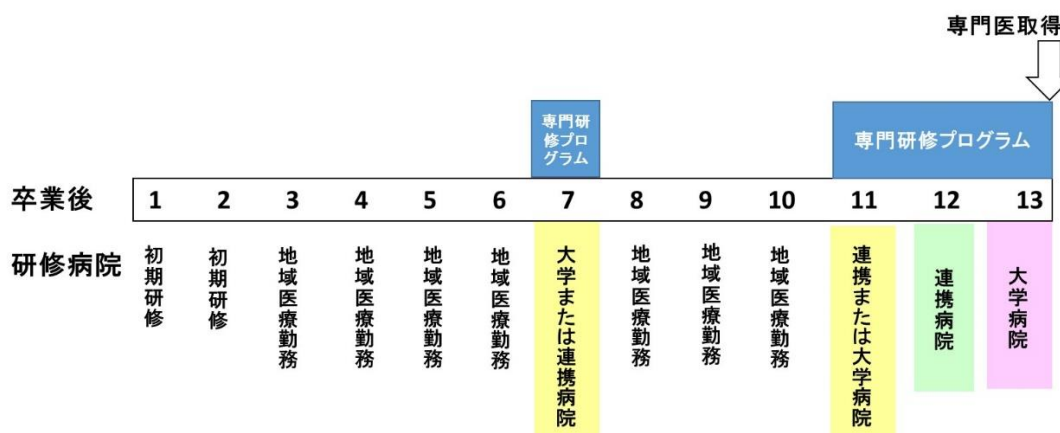 専門医取得
専門研
修プロ
グラム
専門研修プログラム
卒業後 1 2 3 4 5 6 7 8 9 10 11 12 13
研修病院
初期研修
初期研修
地域医療勤務
地域医療勤務
地域医療勤務
地域医療勤務
大学または連携病院
地域医療勤務
地域医療勤務
地域医療勤務
連携または大学病院
連携病院
大学病院